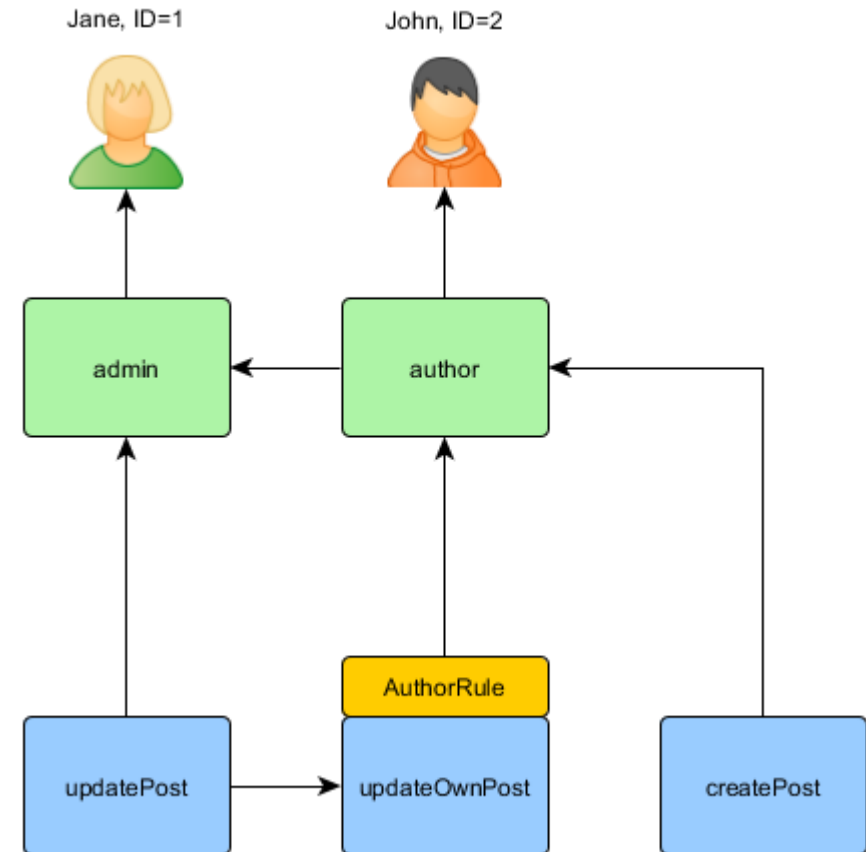 Jane, ID=1
John, ID=2
admin
author
AuthorRule
updatePost
updateOwnPost
createPost